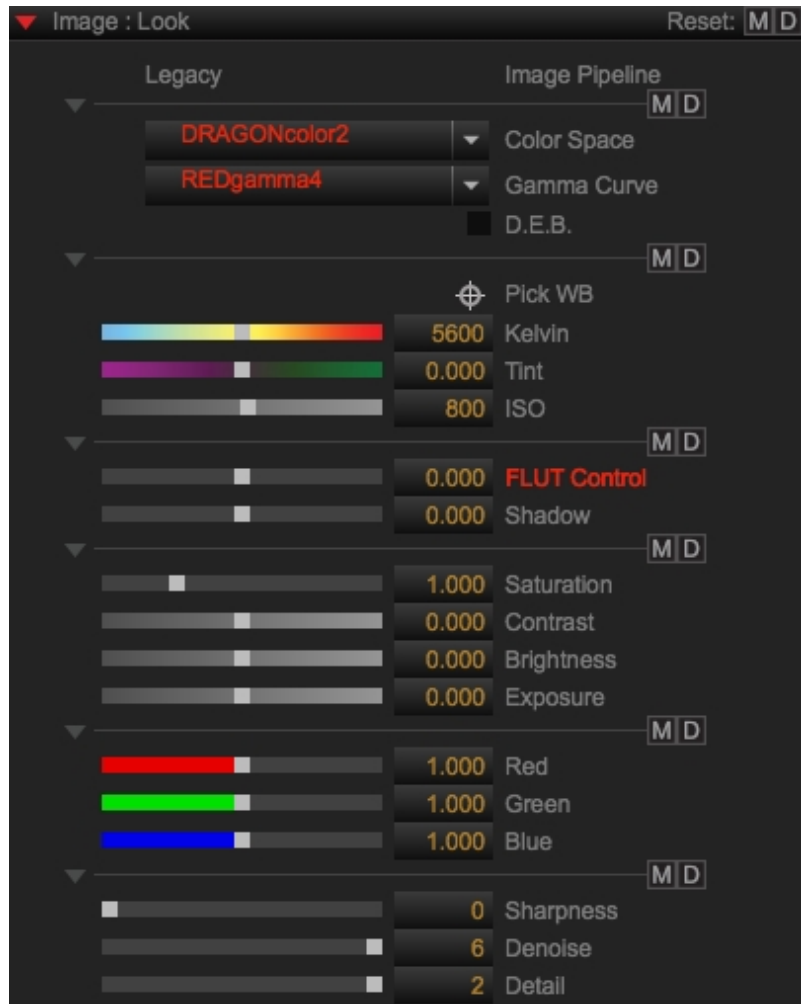 Image : Look Reset: M D
Legacy Image Pipeline
M D
DRAGONcolor2 Color Space
REDgamma4 Gamma Curve
D.E.B.
M D
Pick WB
5600 Kelvin
0.000 Tint
800 ISO
M D
0.000 FLUT Control
0.000 Shadow
M D
1.000 Saturation
0.000 Contrast
0.000 Brightness
0.000 Exposure
M D
1.000 Red
1.000 Green
1.000 Blue
M D
0 Sharpness
6 Denoise
2 Detail